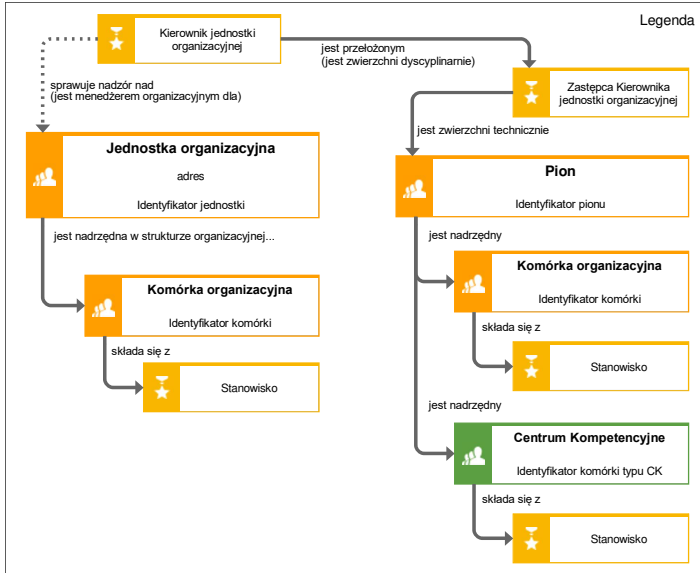 Legenda
Kierownik jednostki
organizacyjnej
jest przełożonym
(jest zwierzchni dyscyplinarnie)
Zastępca Kierownika
jednostki organizacyjnej
sprawuje nadzór nad
(jest menedżerem organizacyjnym dla)
jest zwierzchni technicznie
Jednostka organizacyjna
adres
Identyfikator jednostki
Pion
Identyfikator pionu
jest nadrzędna w strukturze organizacyjnej...
jest nadrzędny
Komórka organizacyjna
Identyfikator komórki
Komórka organizacyjna
Identyfikator komórki
składa się z
Stanowisko
składa się z
Stanowisko
jest nadrzędny
Centrum Kompetencyjne
Identyfikator komórki typu CK
składa się z
Stanowisko